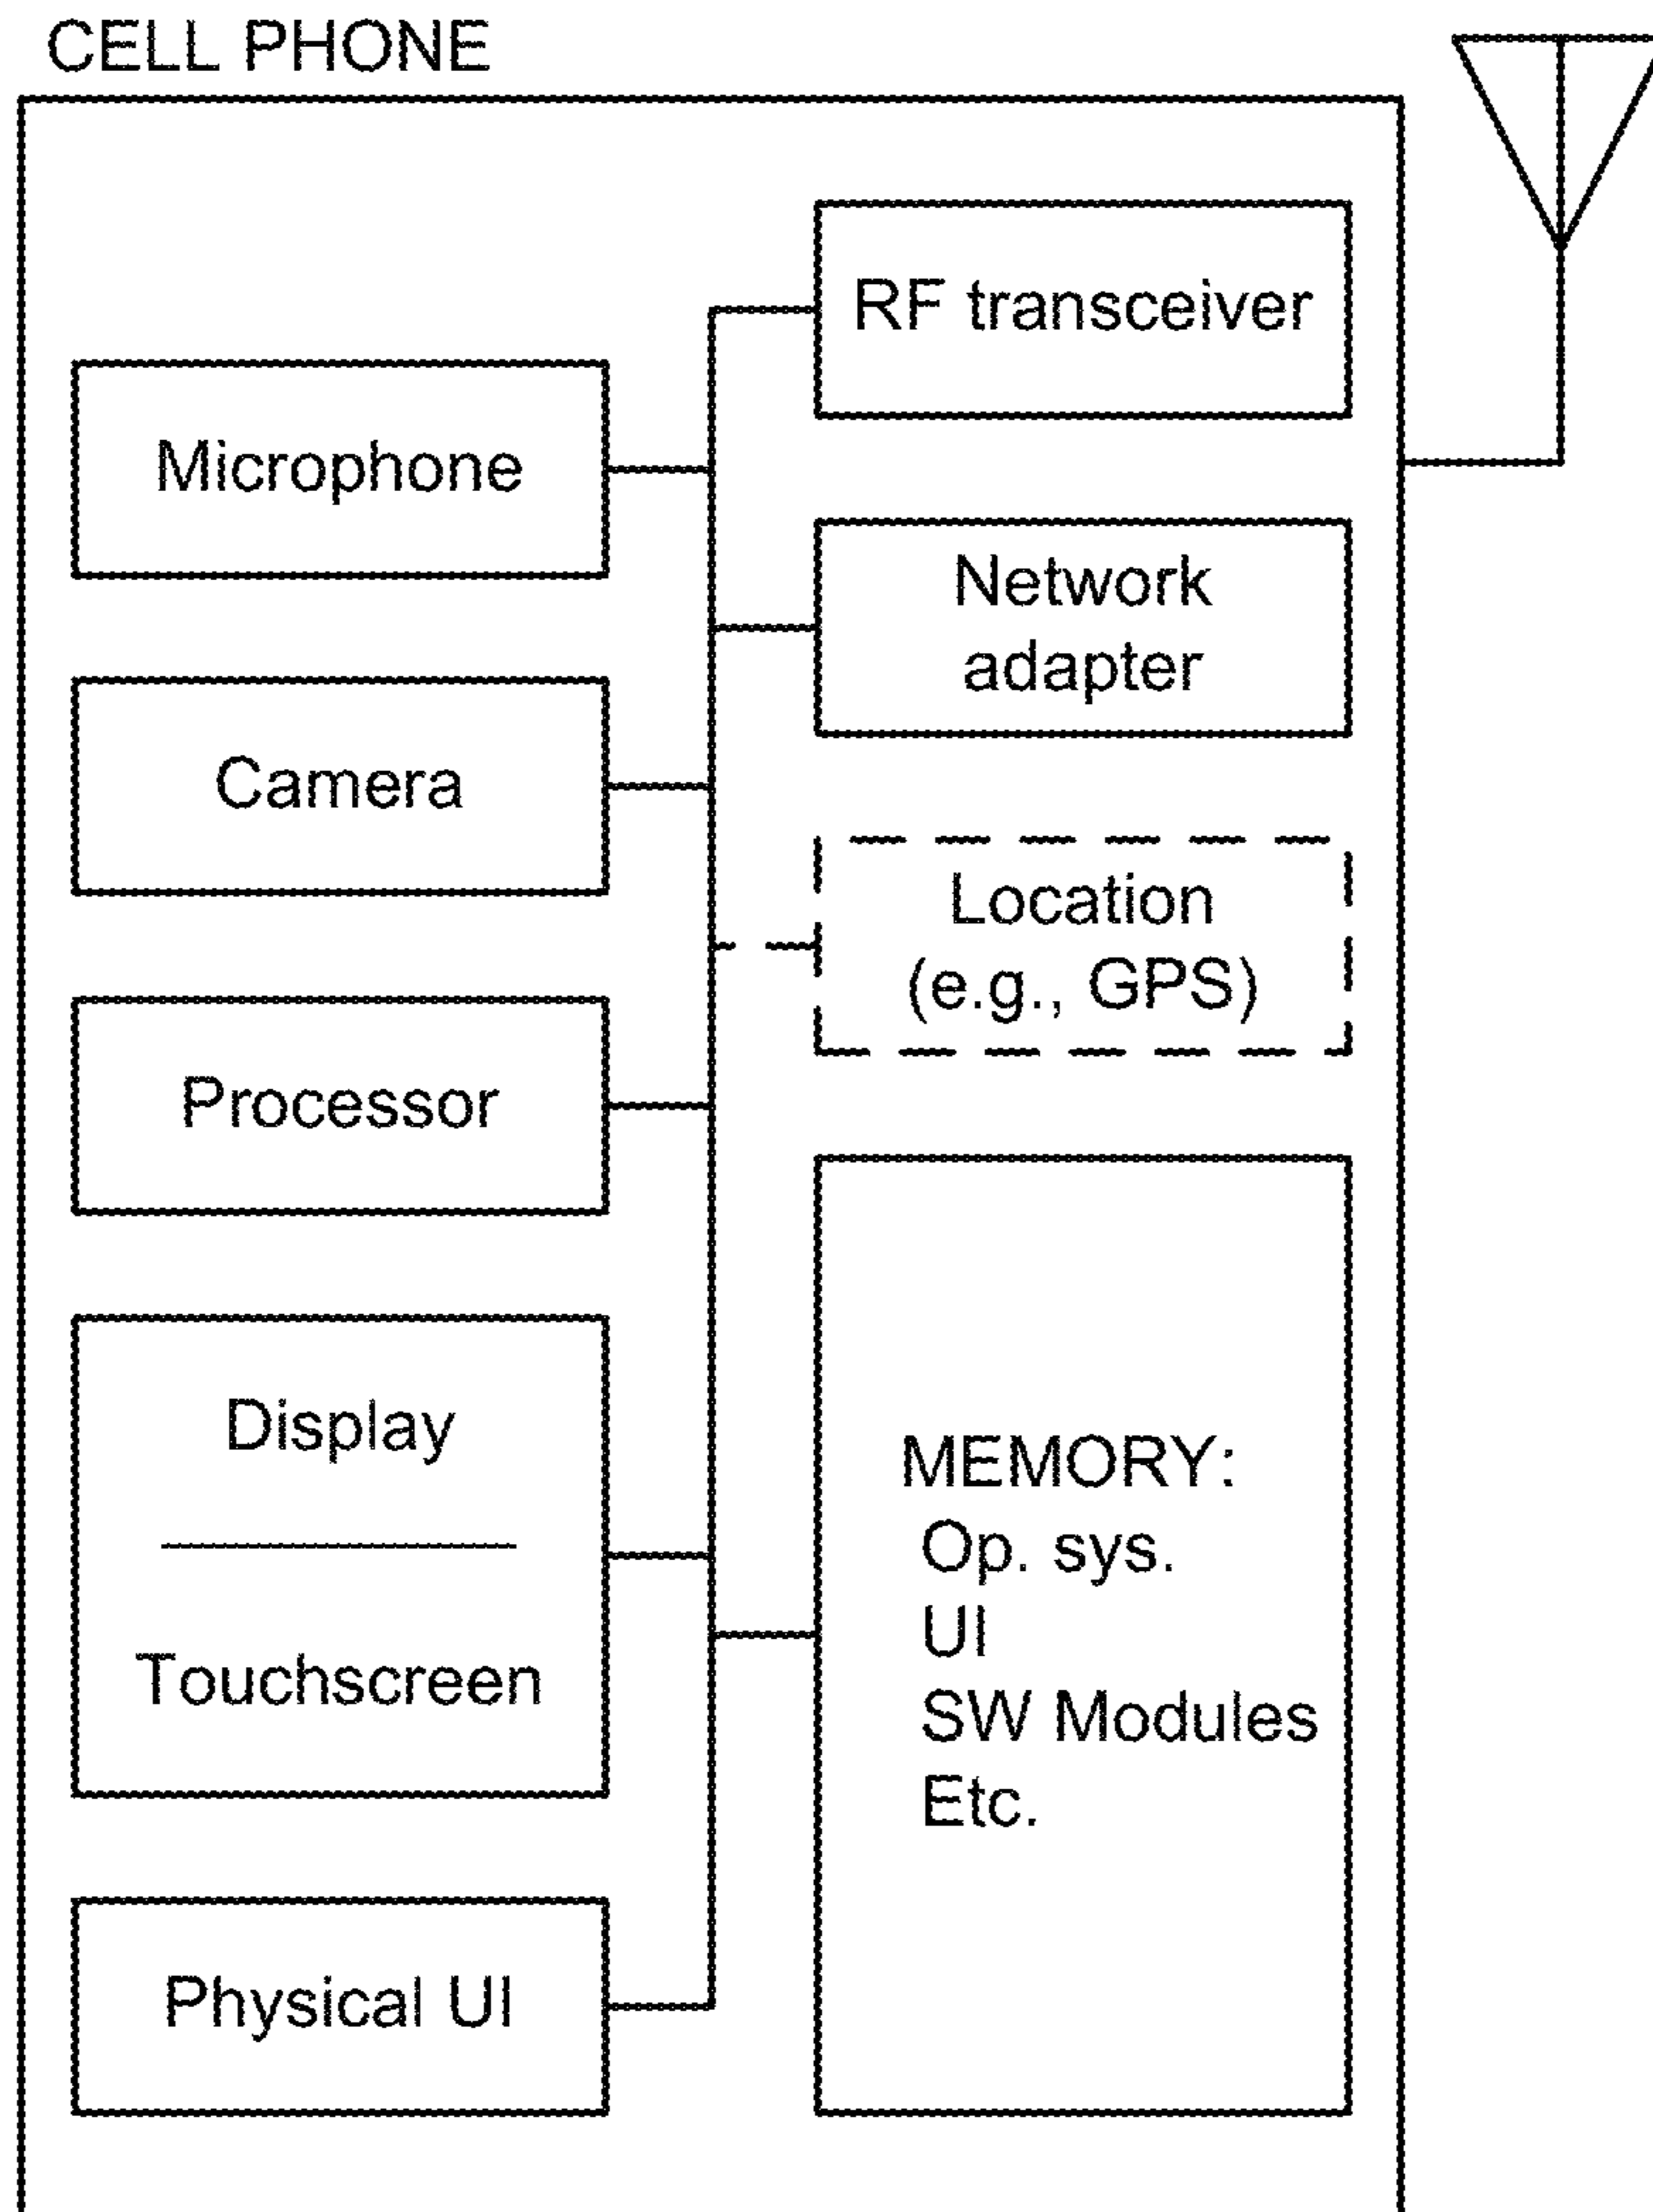 CELL PHONE
RF transceiver
Microphone
Network
adapter
Camera
Location
(e.g., GPS)
Processor
Display
Touchscreen
MEMORY:
Op. sys.
UI
SW Modules
Etc.
Physical UI